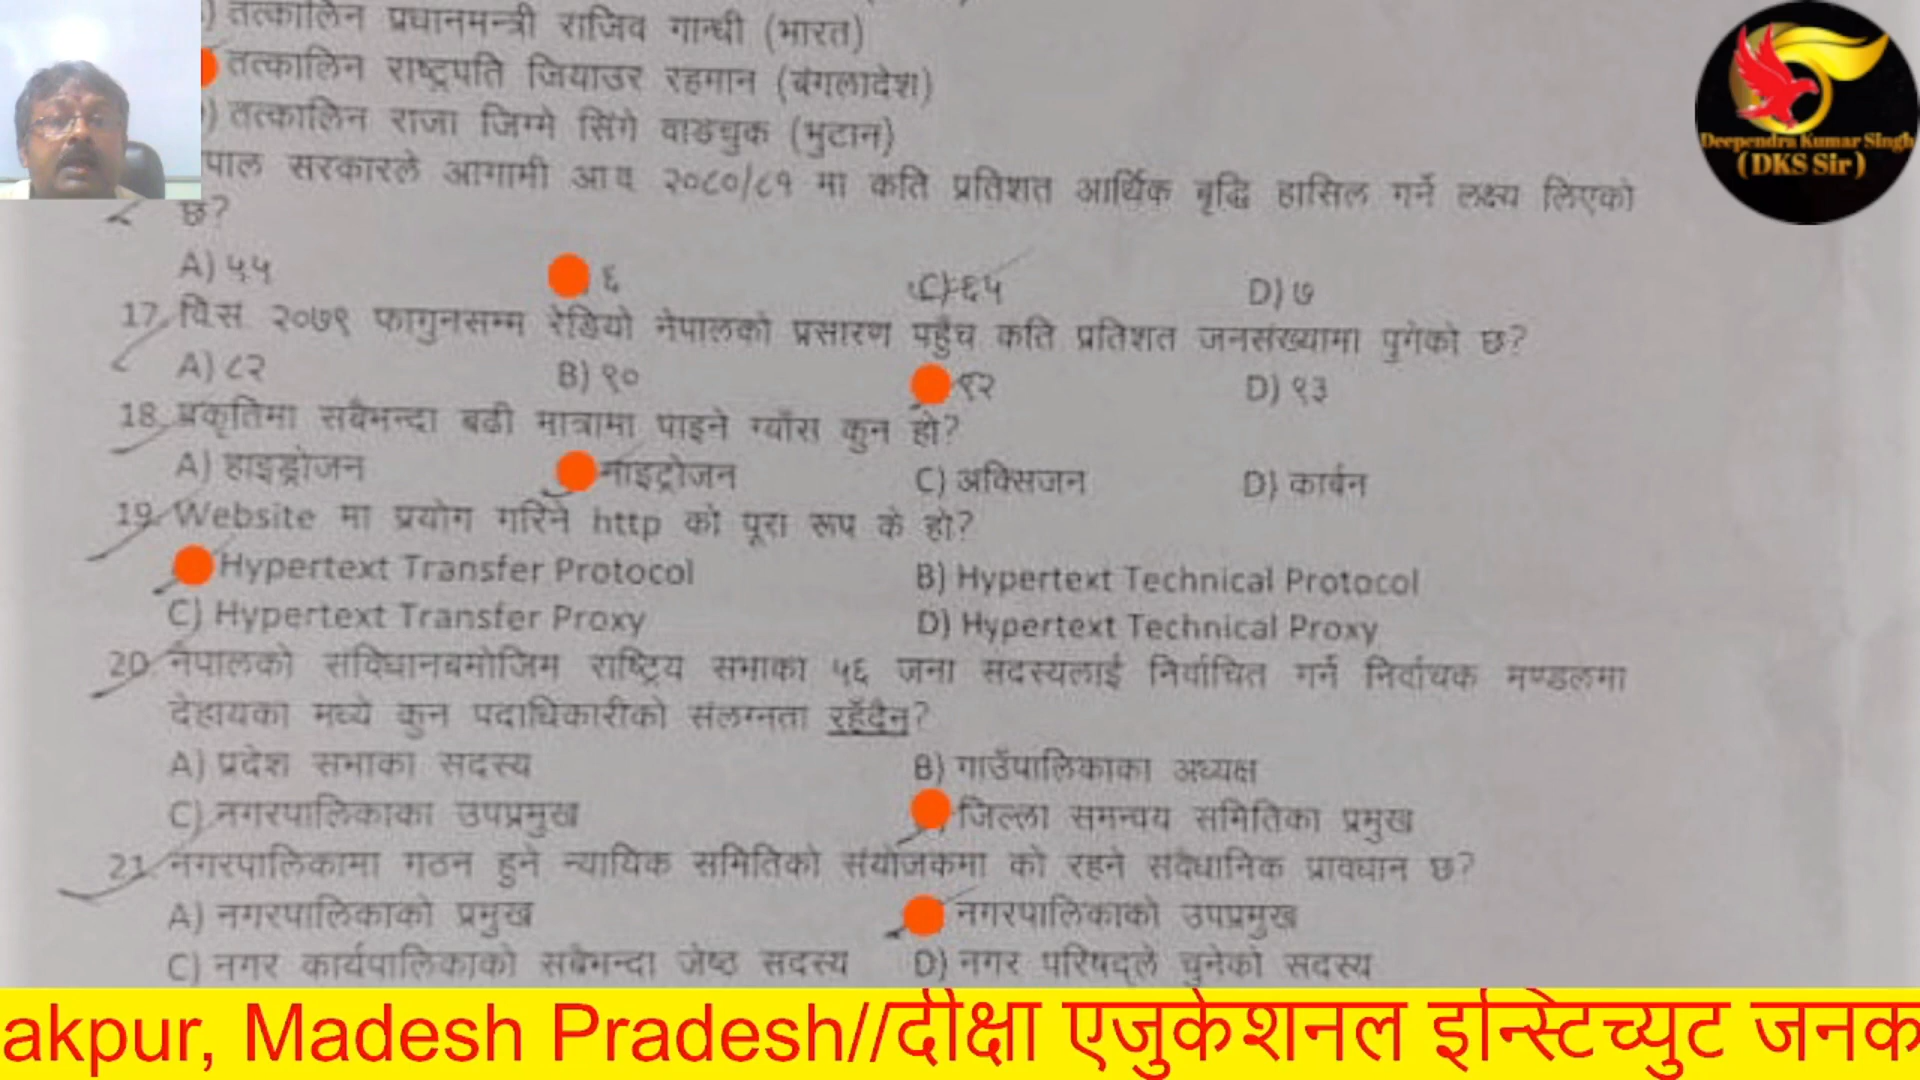 ) तत्कालिन प्रधानमन्त्री राजिव गान्धी (भारत)
तत्कालिन राष्ट्रपति जियाउर रहमान (बंगलादेश)
) तत्कालिन राजा जिग्मे सिंगे वाङचुक (भुटान)
पाल सरकारले आगामी आव २०८०/८१ मा कति प्रतिशत आर्थिक बृद्धि हासिल गर्ने लक्ष्य लिएको
छ?
A) ५५ ६ C) ६५ D) ७
17. विसं २०७९ फागुनसम्म रेडियो नेपालको प्रसारण पहुँच कति प्रतिशत जनसंख्यामा पुगेको छ?
A) ८२ B) ९० ९२ D) ९३
18. प्रकृतिमा सबैभन्दा बढी मात्रामा पाइने ग्याँस कुन हो?
A) हाइड्रोजन नाइट्रोजन C) अक्सिजन D) कार्बन
19. Website मा प्रयोग गरिने http को पूरा रूप के हो?
Hypertext Transfer Protocol B) Hypertext Technical Protocol
C) Hypertext Transfer Proxy D) Hypertext Technical Proxy
20. नेपालको संविधानबमोजिम राष्ट्रिय सभाका ५६ जना सदस्यलाई निर्वाचित गर्ने निर्वाचक मण्डलमा
देहायका मध्ये कुन पदाधिकारीको संलग्नता रहँदैन?
A) प्रदेश सभाका सदस्य B) गाउँपालिकाका अध्यक्ष
C) नगरपालिकाका उपप्रमुख जिल्ला समन्वय समितिका प्रमुख
21. नगरपालिकामा गठन हुने न्यायिक समितिको संयोजकमा को रहने संवैधानिक प्रावधान छ?
A) नगरपालिकाको प्रमुख नगरपालिकाको उपप्रमुख
C) नगर कार्यपालिकाको सबैभन्दा जेष्ठ सदस्य D) नगर परिषद्ले चुनेको सदस्य
Deependra Kumar Singh
(DKS Sir)
akpur, Madesh Pradesh//दीक्षा एजुकेशनल इन्स्टिच्युट जनक